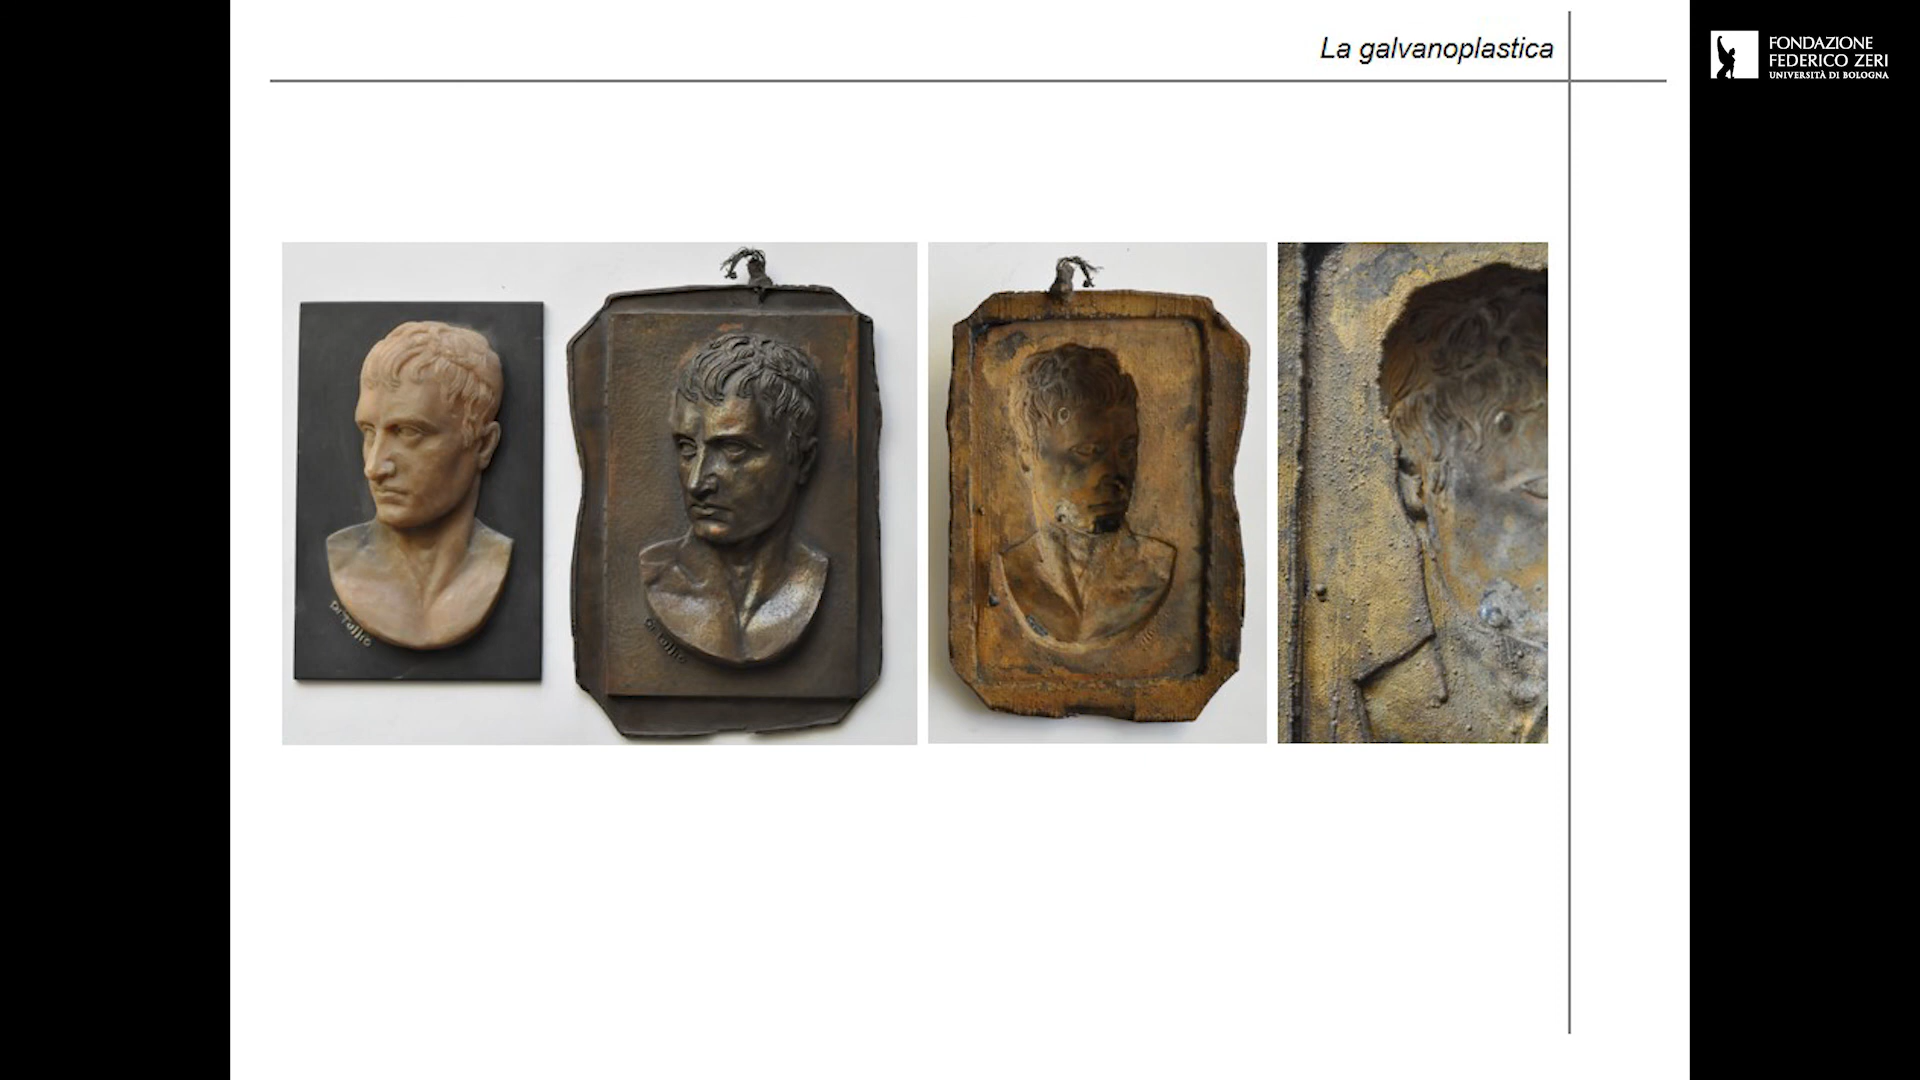 La galvanoplastica
FONDAZIONE
FEDERICO ZERI
UNIVERSITÀ DI BOLOGNA